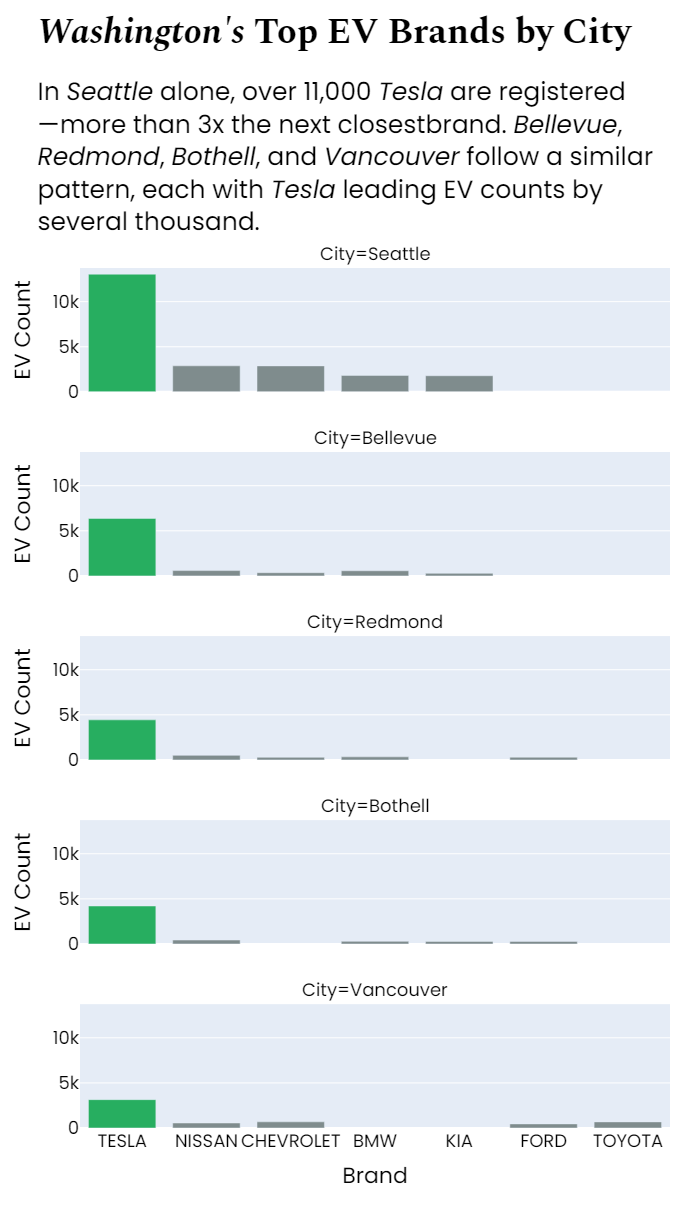 Washington's Top EV Brands by City
In Seattle alone, over 11,000 Tesla are registered
—more than 3x the next closestbrand. Bellevue,
Redmond, Bothell, and Vancouver follow a similar
pattern, each with Tesla leading EV counts by
several thousand.
City=Seattle
EV Count
10k
5k
0
City=Bellevue
EV Count
10k
5k
0
City=Redmond
EV Count
10k
5k
0
City=Bothell
EV Count
10k
5k
0
City=Vancouver
10k
5k
0
TESLA NISSAN CHEVROLET BMW KIA FORD TOYOTA
Brand